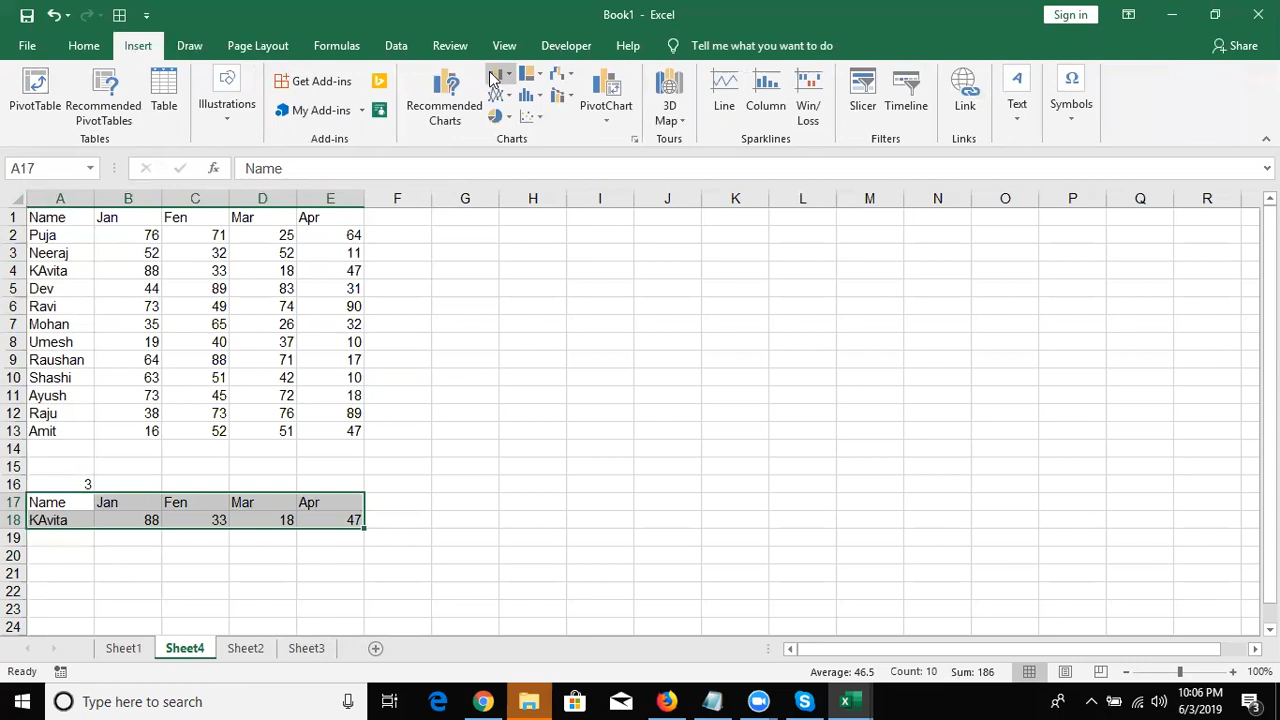 Book1 - Excel
Sign in
File Home Insert Draw Page Layout Formulas Data Review View Developer Help Tell me what you want to do Share
PivotTable Recommended PivotTables Table Illustrations Get Add-ins My Add-ins Recommended Charts PivotChart 3D Map Line Column Win/ Loss Slicer Timeline Link Text Symbols
Tables Add-ins Charts Tours Sparklines Filters Links
A17 fx Name
A B C D E F G H I J K L M N O P Q R
1 Name Jan Fen Mar Apr
2 Puja 76 71 25 64
3 Neeraj 52 32 52 11
4 KAvita 88 33 18 47
5 Dev 44 89 83 31
6 Ravi 73 49 74 90
7 Mohan 35 65 26 32
8 Umesh 19 40 37 10
9 Raushan 64 88 71 17
10 Shashi 63 51 42 10
11 Ayush 73 45 72 18
12 Raju 38 73 76 89
13 Amit 16 52 51 47
14
15
16 3
17 Name Jan Fen Mar Apr
18 KAvita 88 33 18 47
19
20
21
22
23
24
Sheet1 Sheet4 Sheet2 Sheet3
Ready Average: 46.5 Count: 10 Sum: 186 100%
Type here to search
10:06 PM
6/3/2019
3